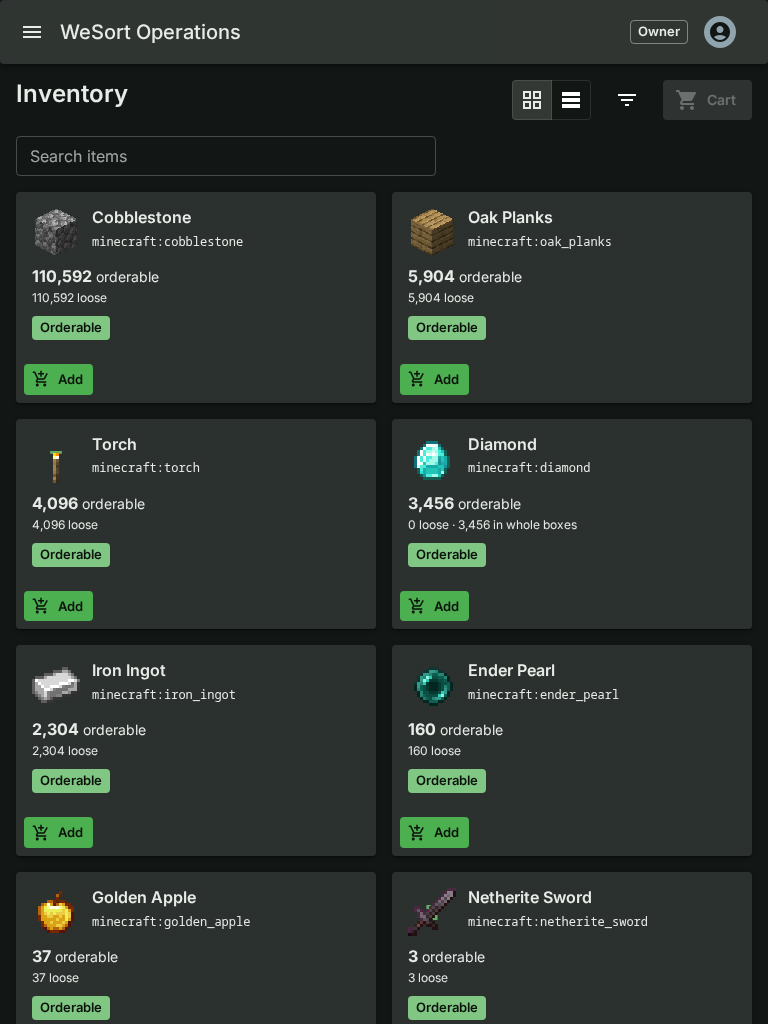 WeSort Operations
Owner
Inventory
Cart
Search items
Cobblestone
minecraft:cobblestone
110,592 orderable
110,592 loose
Orderable
Add
Oak Planks
minecraft:oak_planks
5,904 orderable
5,904 loose
Orderable
Add
Torch
minecraft:torch
4,096 orderable
4,096 loose
Orderable
Add
Diamond
minecraft:diamond
3,456 orderable
0 loose · 3,456 in whole boxes
Orderable
Add
Iron Ingot
minecraft:iron_ingot
2,304 orderable
2,304 loose
Orderable
Add
Ender Pearl
minecraft:ender_pearl
160 orderable
160 loose
Orderable
Add
Golden Apple
minecraft:golden_apple
37 orderable
37 loose
Orderable
Netherite Sword
minecraft:netherite_sword
3 orderable
3 loose
Orderable